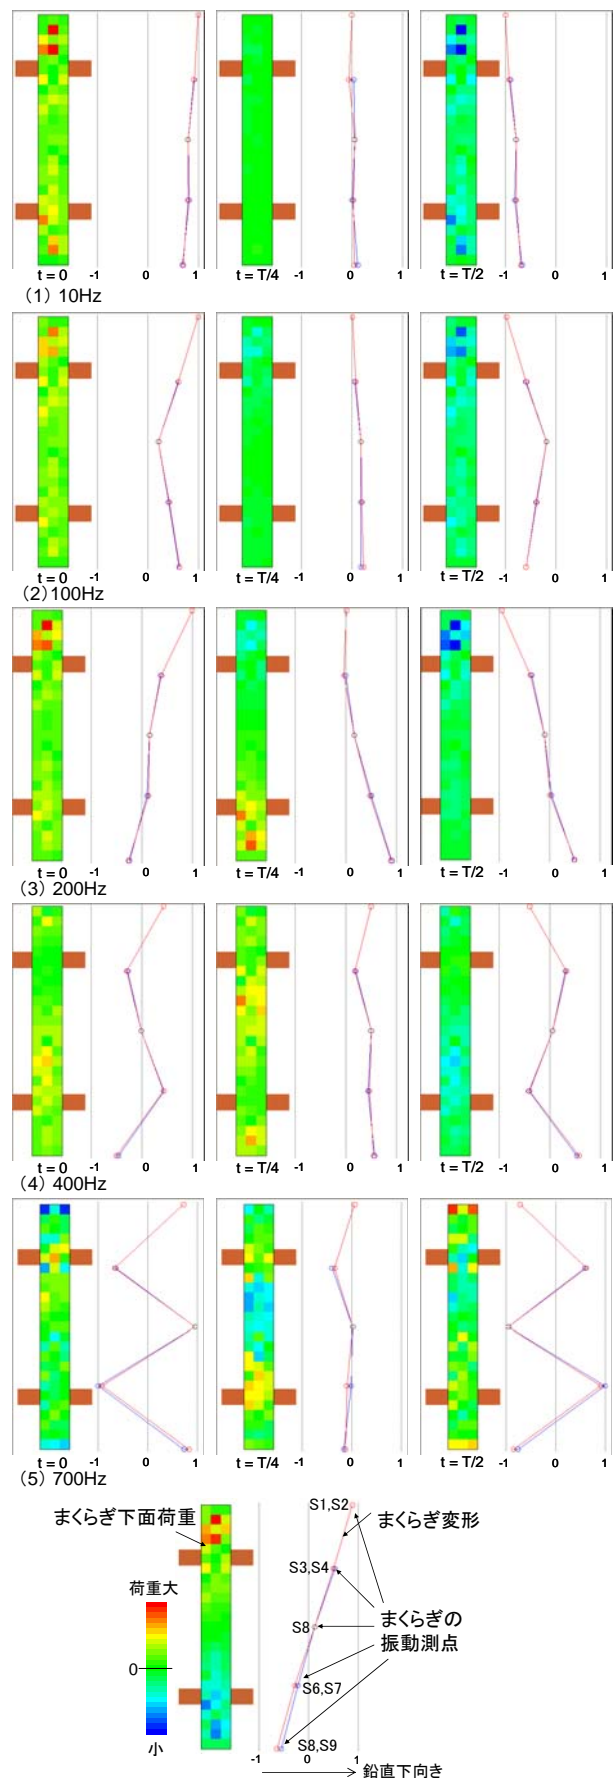 t = 0 -1 0 1 t = T/4 -1 0 1 t = T/2 -1 0 1
(1) 10Hz
t = 0 -1 0 1 t = T/4 -1 0 1 t = T/2 -1 0 1
(2)100Hz
t = 0 -1 0 1 t = T/4 -1 0 1 t = T/2 -1 0 1
(3) 200Hz
t = 0 -1 0 1 t = T/4 -1 0 1 t = T/2 -1 0 1
(4) 400Hz
t = 0 -1 0 1 t = T/4 -1 0 1 t = T/2 -1 0 1
(5) 700Hz
まくらぎ下面荷重
S1,S2
まくらぎ変形
S3,S4
荷重大
まくらぎの
振動測点
S8
0
S6,S7
小
S8,S9
-1 0 1
鉛直下向き